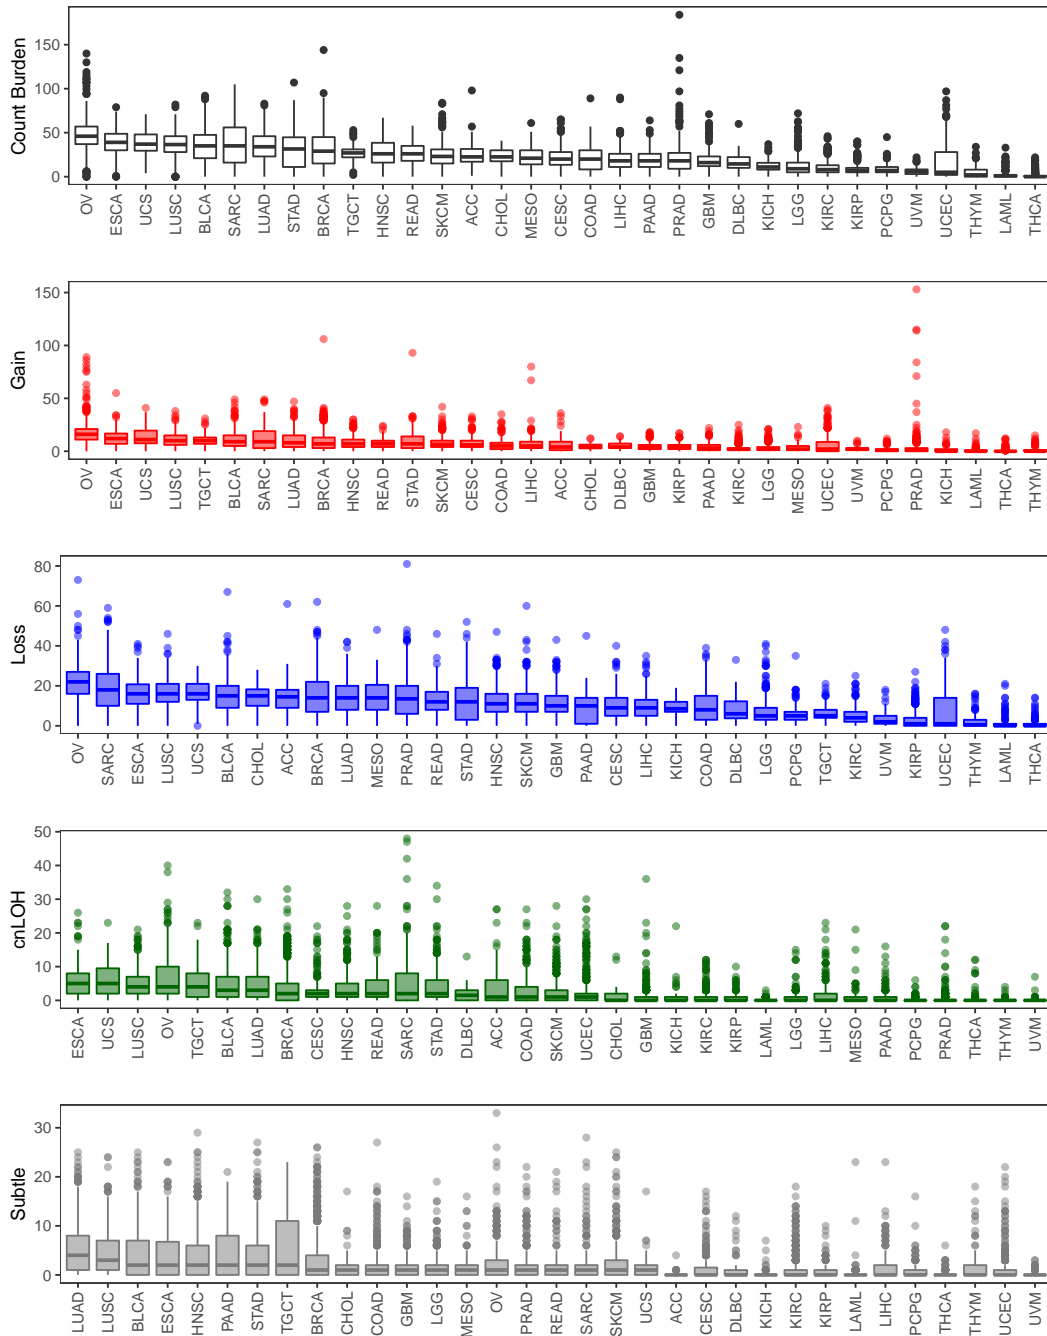 Count Burden
150
100
50
0
OV ESCA UCS LUSC BLCA SARC LUAD STAD BRCA TGCT HNSC READ SKCM ACC CHOL MESO CESC COAD LIHC PAAD PRAD GBM DLBC KICH LGG KIRC KIRP PCPG UVM UCEC THYM LAML THCA
Gain
150
100
50
0
OV ESCA UCS LUSC TGCT BLCA SARC LUAD BRCA HNSC READ STAD SKCM CESC COAD LIHC ACC CHOL DLBC GBM KIRP PAAD KIRC LGG MESO UCEC UVM PCPG PRAD KICH LAML THCA THYM
Loss
80
60
40
20
0
OV SARC ESCA LUSC UCS BLCA CHOL ACC BRCA LUAD MESO PRAD READ STAD HNSC SKCM GBM PAAD CESC LIHC KICH COAD DLBC LGG PCPG TGCT KIRC UVM KIRP UCEC THYM LAML THCA
cnLOH
50
40
30
20
10
0
ESCA UCS LUSC OV TGCT BLCA LUAD BRCA CESC HNSC READ SARC STAD DLBC ACC COAD SKCM UCEC CHOL GBM KICH KIRC KIRP LAML LGG LIHC MESO PAAD PCPG PRAD THCA THYM UVM
Subtle
30
20
10
0
LUAD LUSC BLCA ESCA HNSC PAAD STAD TGCT BRCA CHOL COAD GBM LGG MESO OV PRAD READ SARC SKCM UCS ACC CESC DLBC KICH KIRC KIRP LAML LIHC PCPG THCA THYM UCEC UVM